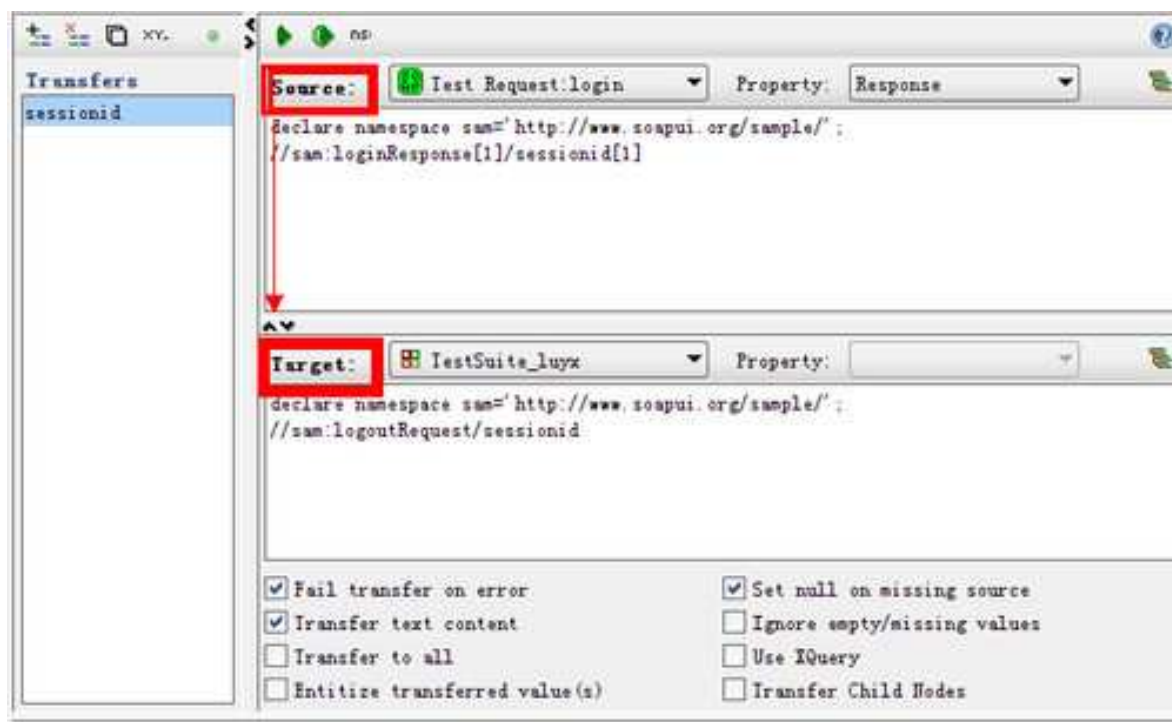 ns:
Transfers
sessionid
Source:
Test Request:login
Property:
Response
declare namespace sam='http://www.soapui.org/sample/';
//sam:loginResponse[1]/sessionid[1]
Target:
TestSuite_luyx
Property:
declare namespace sam='http://www.soapui.org/sample/';
//sam:logoutRequest/sessionid
Fail transfer on error
Set null on missing source
Transfer text content
Ignore empty/missing values
Transfer to all
Use XQuery
Entitize transferred value(s)
Transfer Child Nodes